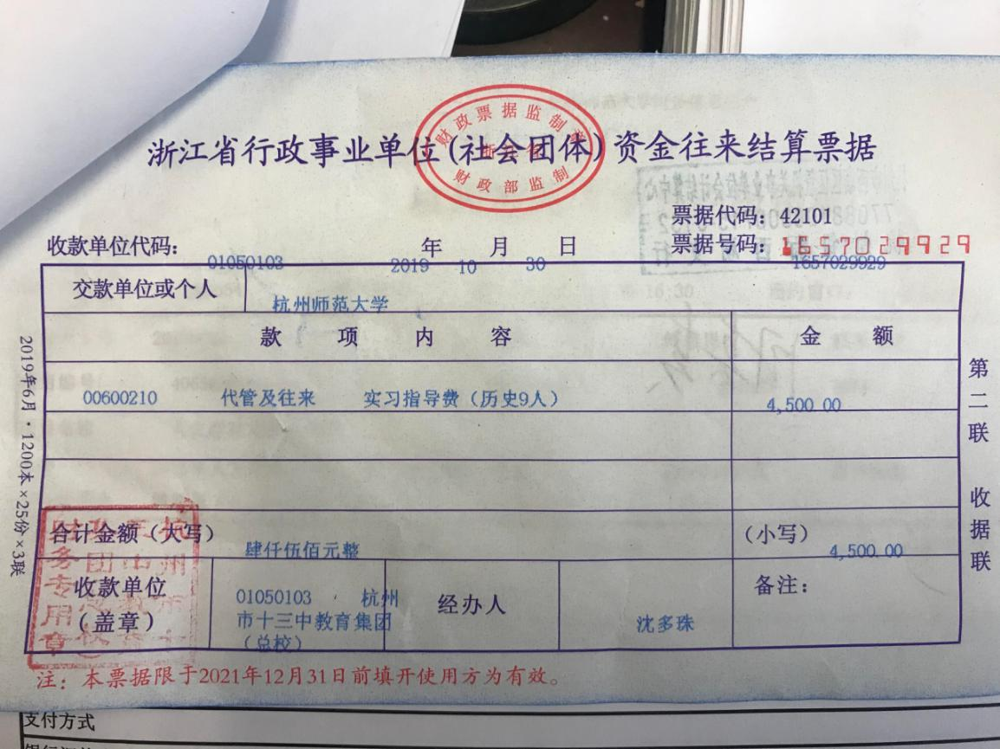 浙江省行政事业单位(社会团体)资金往来结算票据
财政票据监制章
浙江省
财政部监制
票据代码：42101
收款单位代码： 年 月 日 票据号码：1657029929
01050103 2019 10 30 1657029929
交款单位或个人 杭州师范大学
款 项 内 容 金 额
00600210 代管及往来 实习指导费（历史9人） 4,500.00
合计金额（大写） 肆仟伍佰元整 （小写） 4,500.00
收款单位（盖章） 01050103 杭州市十三中教育集团（总校） 经办人 沈多珠 备注：
财务专用章
注：本票据限于2021年12月31日前填开使用方为有效。
2019年6月·1200本×25份×3联
第二联 收据联
支付方式